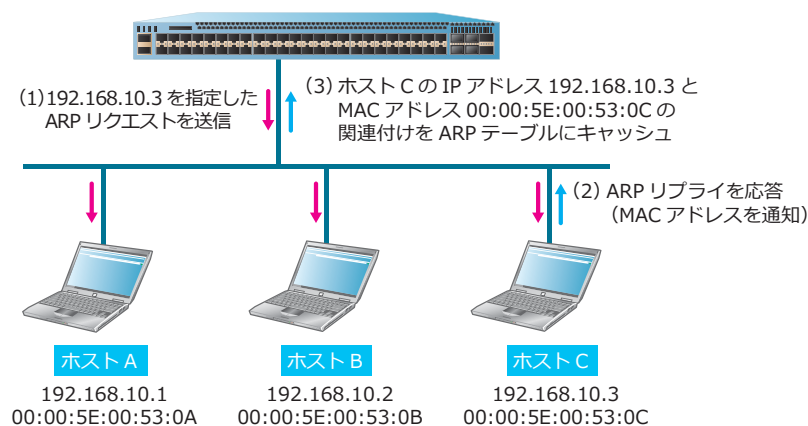 (1)192.168.10.3 を指定した
ARP リクエストを送信
(3) ホスト C の IP アドレス 192.168.10.3 と
MAC アドレス 00:00:5E:00:53:0C の
関連付けを ARP テーブルにキャッシュ
(2) ARP リプライを応答
(MAC アドレスを通知)
ホスト A
192.168.10.1
00:00:5E:00:53:0A
ホスト B
192.168.10.2
00:00:5E:00:53:0B
ホスト C
192.168.10.3
00:00:5E:00:53:0C